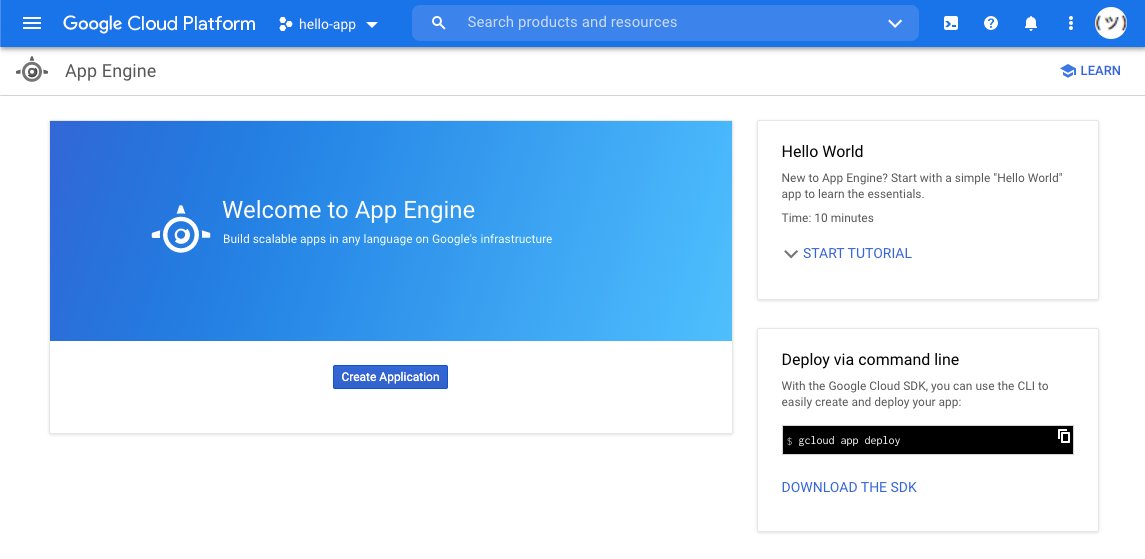 Google Cloud Platform
hello-app
Search products and resources
(ツ)
App Engine
LEARN
Welcome to App Engine
Build scalable apps in any language on Google's infrastructure
Create Application
Hello World
New to App Engine? Start with a simple "Hello World"
app to learn the essentials.
Time: 10 minutes
START TUTORIAL
Deploy via command line
With the Google Cloud SDK, you can use the CLI to
easily create and deploy your app:
$ gcloud app deploy
DOWNLOAD THE SDK